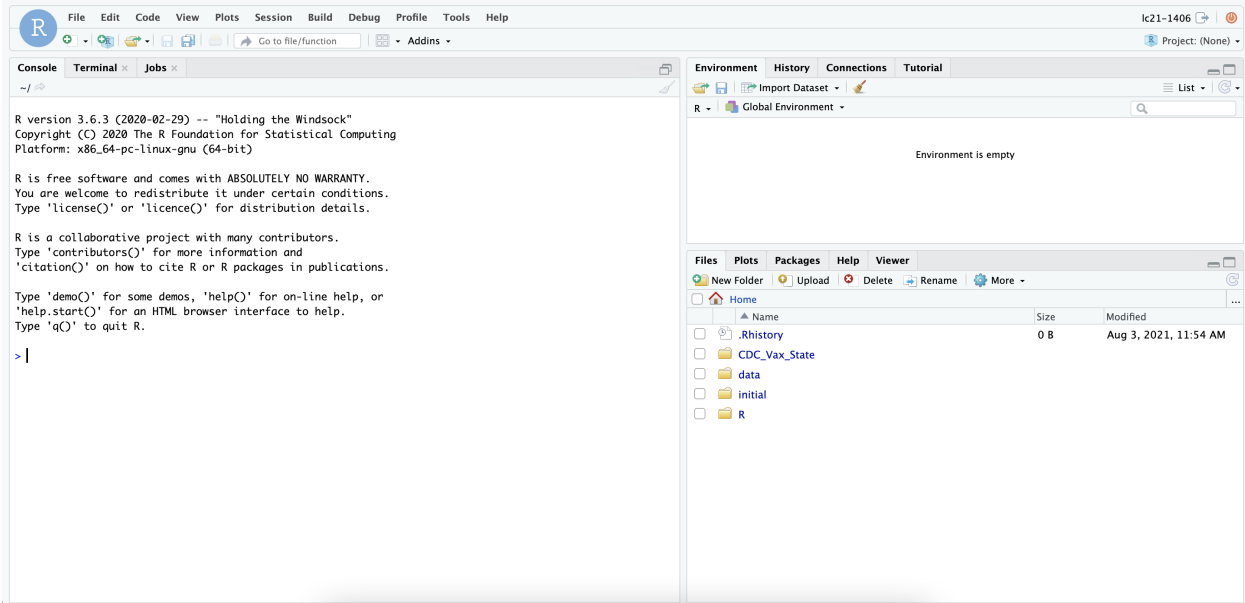 R
File Edit Code View Plots Session Build Debug Profile Tools Help
lc21-1406
Go to file/function
Addins
Project: (None)
Console Terminal Jobs
~/
R version 3.6.3 (2020-02-29) -- "Holding the Windsock"
Copyright (C) 2020 The R Foundation for Statistical Computing
Platform: x86_64-pc-linux-gnu (64-bit)
R is free software and comes with ABSOLUTELY NO WARRANTY.
You are welcome to redistribute it under certain conditions.
Type 'license()' or 'licence()' for distribution details.
R is a collaborative project with many contributors.
Type 'contributors()' for more information and
'citation()' on how to cite R or R packages in publications.
Type 'demo()' for some demos, 'help()' for on-line help, or
'help.start()' for an HTML browser interface to help.
Type 'q()' to quit R.
>
Environment History Connections Tutorial
Import Dataset
List
R
Global Environment
Environment is empty
Files Plots Packages Help Viewer
New Folder Upload Delete Rename More
Home
...
Name Size Modified
.Rhistory 0 B Aug 3, 2021, 11:54 AM
CDC_Vax_State
data
initial
R